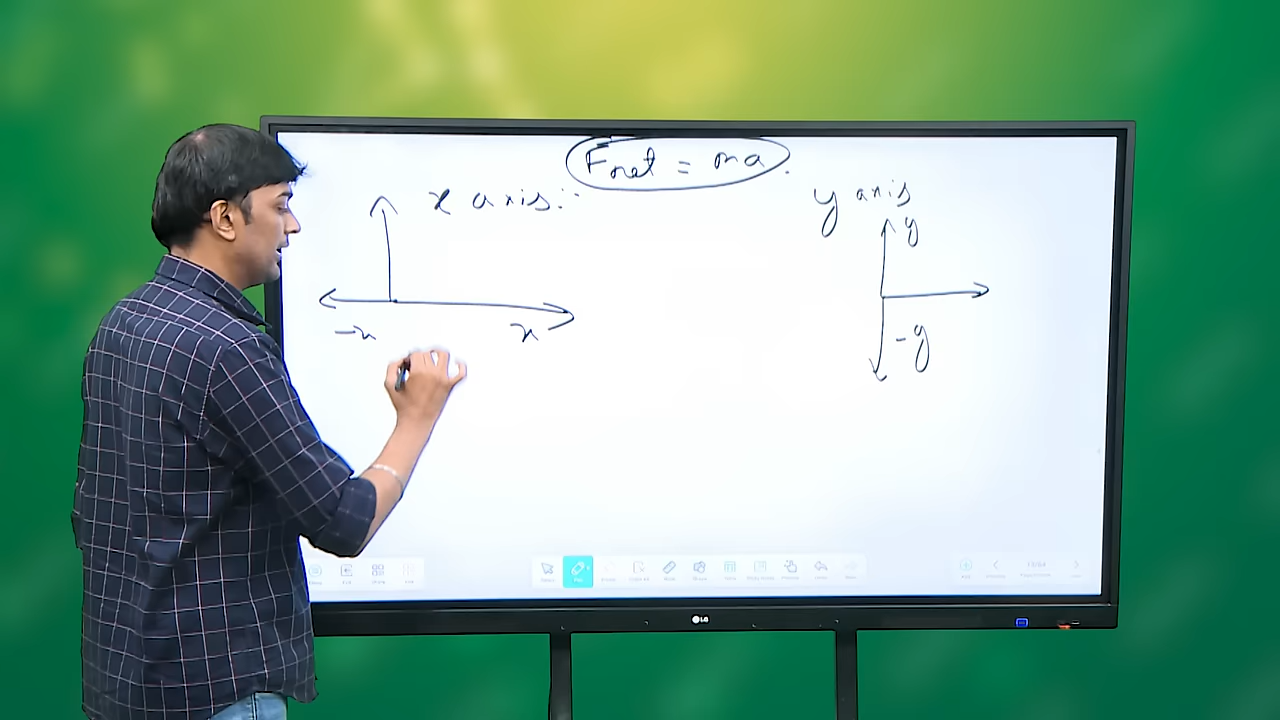 Fnet = ma.
x axis:-
y axis
y
-x
x
-y
LG